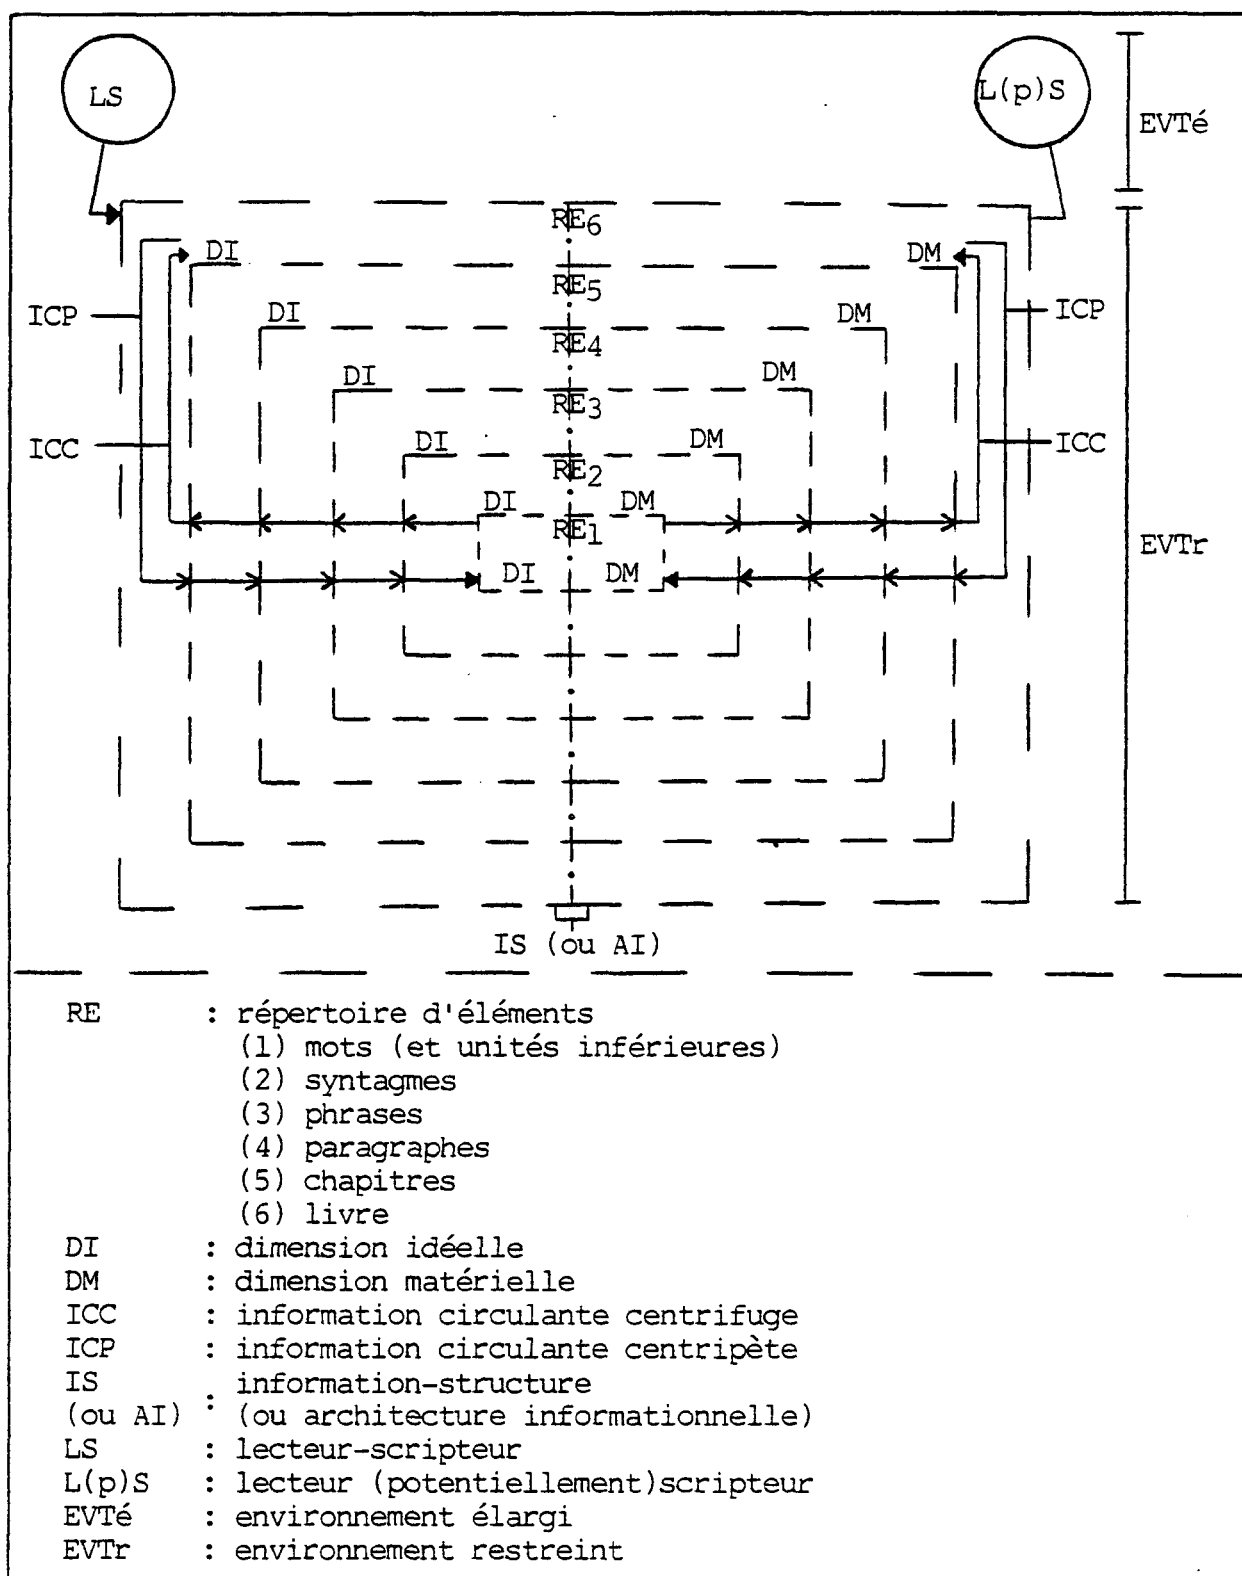 LS
L(p)S
EVTé
RE6
DI
DM
RE5
ICP
DI
DM
ICP
RE4
DI
DM
RE3
ICC
DI
DM
ICC
RE2
DI
DM
RE1
EVTr
DI
DM
IS (ou AI)
RE : répertoire d'éléments
(1) mots (et unités inférieures)
(2) syntagmes
(3) phrases
(4) paragraphes
(5) chapitres
(6) livre
DI : dimension idéelle
DM : dimension matérielle
ICC : information circulante centrifuge
ICP : information circulante centripète
IS information-structure
(ou AI) : (ou architecture informationnelle)
LS : lecteur-scripteur
L(p)S : lecteur (potentiellement)scripteur
EVTé : environnement élargi
EVTr : environnement restreint